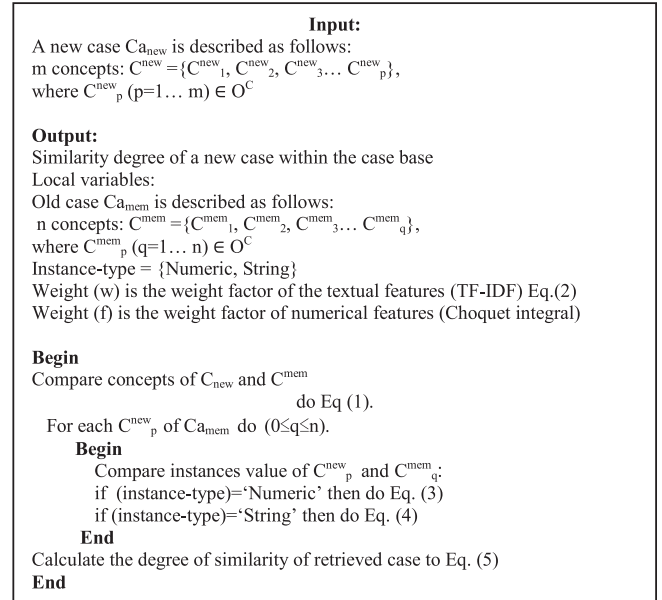 Input:
A new case Ca_new is described as follows:
m concepts: C^new ={C^new_1, C^new_2, C^new_3… C^new_p},
where C^new_p (p=1… m) ∈ O^C
Output:
Similarity degree of a new case within the case base
Local variables:
Old case Ca_mem is described as follows:
n concepts: C^mem ={C^mem_1, C^mem_2, C^mem_3… C^mem_q},
where C^mem_p (q=1… n) ∈ O^C
Instance-type = {Numeric, String}
Weight (w) is the weight factor of the textual features (TF-IDF) Eq.(2)
Weight (f) is the weight factor of numerical features (Choquet integral)
Begin
Compare concepts of C_new and C^mem
do Eq (1).
For each C^new_p of Ca_mem do (0≤q≤n).
Begin
Compare instances value of C^new_p and C^mem_q:
if (instance-type)=‘Numeric’ then do Eq. (3)
if (instance-type)=‘String’ then do Eq. (4)
End
Calculate the degree of similarity of retrieved case to Eq. (5)
End